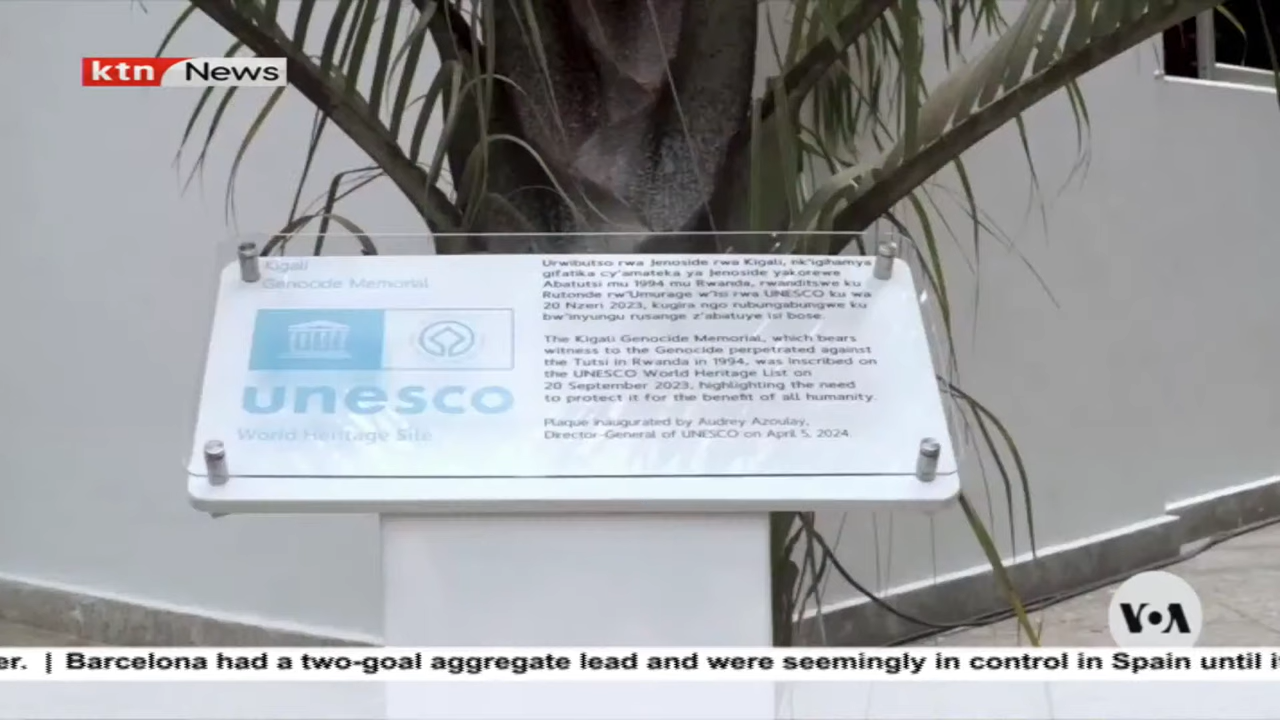 ktn News
Kigali
Genocide Memorial
unesco
World Heritage Site
Urwibutso rwa Jenoside rwa Kigali, nk'igihamya
gifatika cy'amateka ya Jenoside yakorewe
Abatutsi mu 1994 mu Rwanda, rwanditswe ku
Rutonde rw'Umurage w'Isi rwa UNESCO ku wa
20 Nzeri 2023, kugira ngo rubungabungwe ku
bw'inyungu rusange z'abatuye isi bose.
The Kigali Genocide Memorial, which bears
witness to the Genocide perpetrated against
the Tutsi in Rwanda in 1994, was inscribed on
the UNESCO World Heritage List on
20 September 2023, highlighting the need
to protect it for the benefit of all humanity.
Plaque inaugurated by Audrey Azoulay,
Director-General of UNESCO on April 5, 2024.
VOA
er. | Barcelona had a two-goal aggregate lead and were seemingly in control in Spain until i